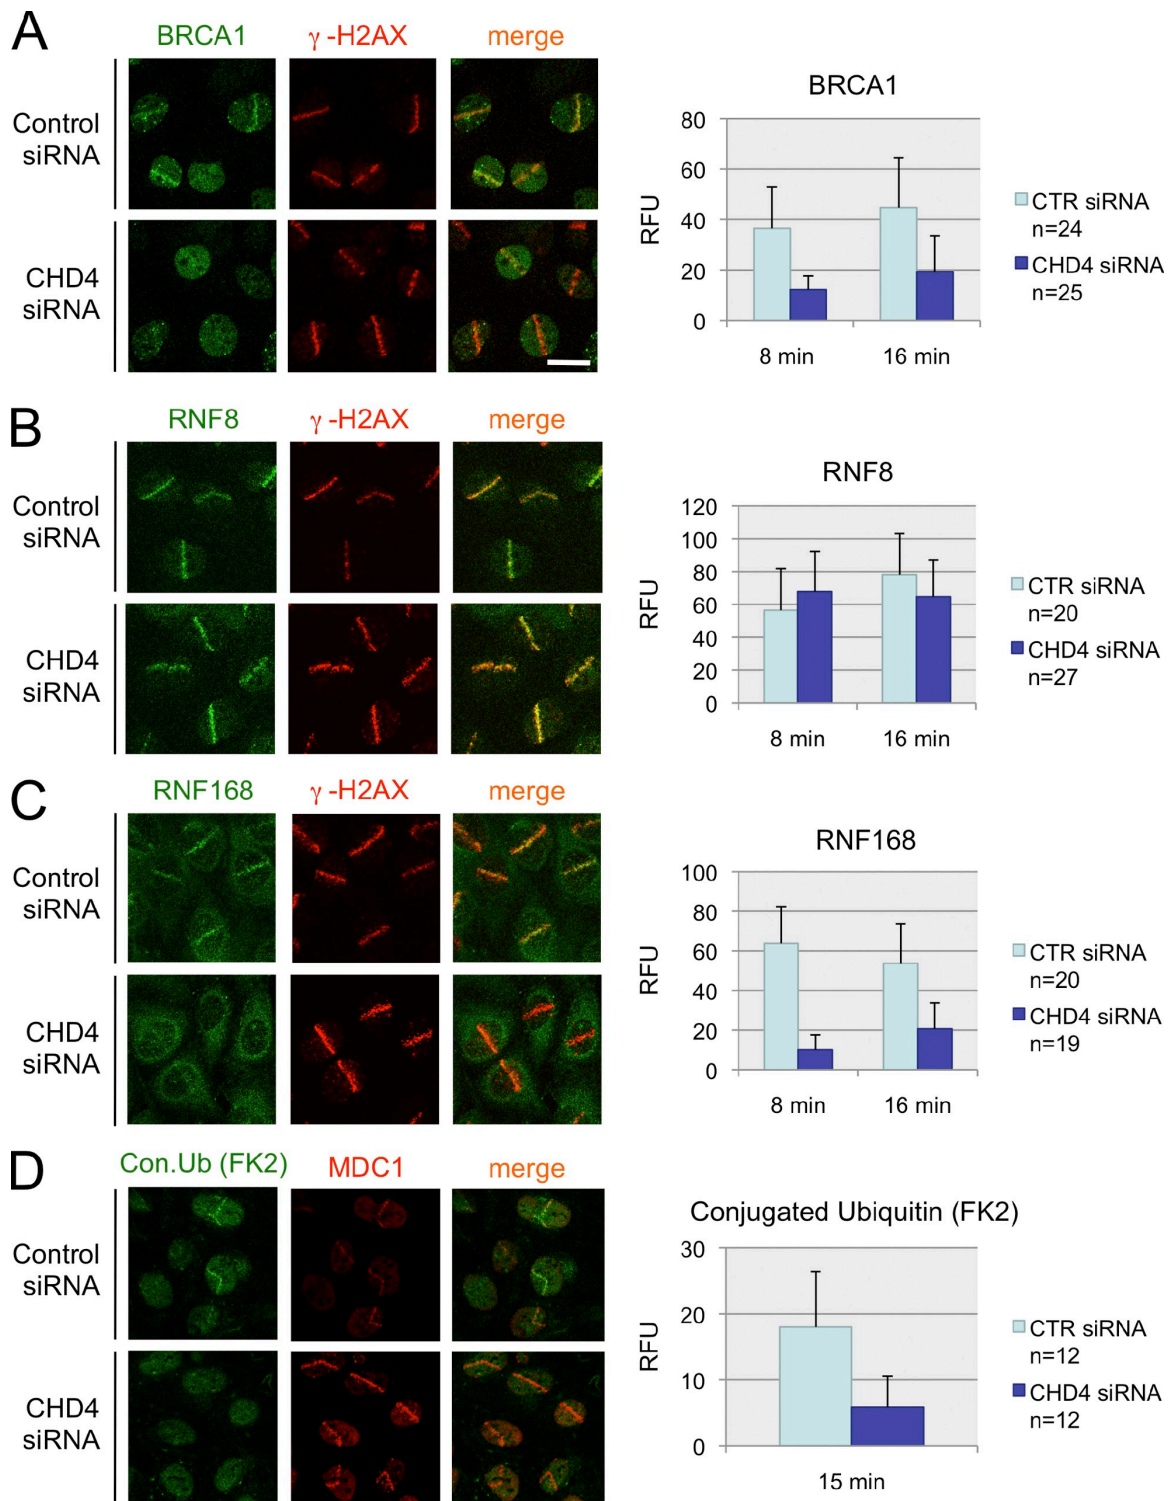 A
BRCA1
γ-H2AX
merge
Control
siRNA
CHD4
siRNA
BRCA1
80
60
40
20
0
RFU
8 min
16 min
CTR siRNA
n=24
CHD4 siRNA
n=25
B
RNF8
γ-H2AX
merge
Control
siRNA
CHD4
siRNA
RNF8
120
100
80
60
40
20
0
RFU
8 min
16 min
CTR siRNA
n=20
CHD4 siRNA
n=27
C
RNF168
γ-H2AX
merge
Control
siRNA
CHD4
siRNA
RNF168
100
80
60
40
20
0
RFU
8 min
16 min
CTR siRNA
n=20
CHD4 siRNA
n=19
D
Con.Ub (FK2)
MDC1
merge
Control
siRNA
CHD4
siRNA
Conjugated Ubiquitin (FK2)
30
20
10
0
RFU
15 min
CTR siRNA
n=12
CHD4 siRNA
n=12